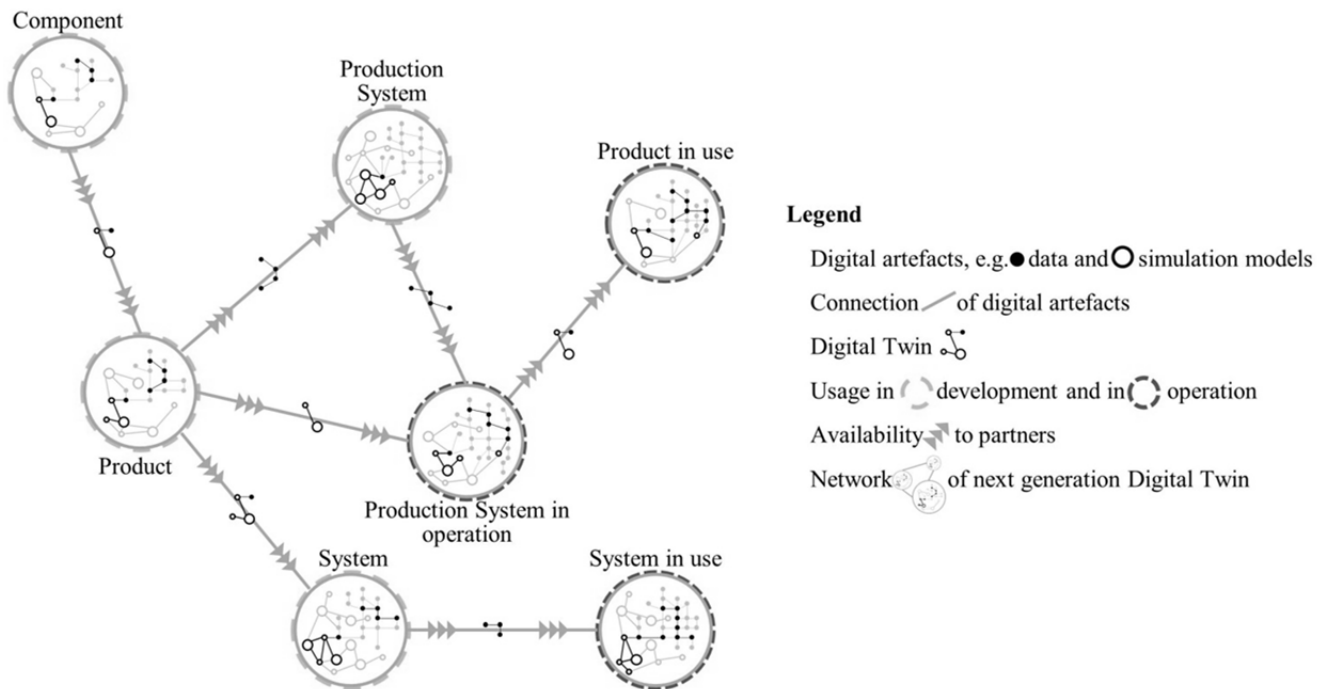 Component
Production
System
Product in use
Product
Production System in
operation
System
System in use
Legend
Digital artefacts, e.g. data and simulation models
Connection of digital artefacts
Digital Twin
Usage in development and in operation
Availability to partners
Network of next generation Digital Twin